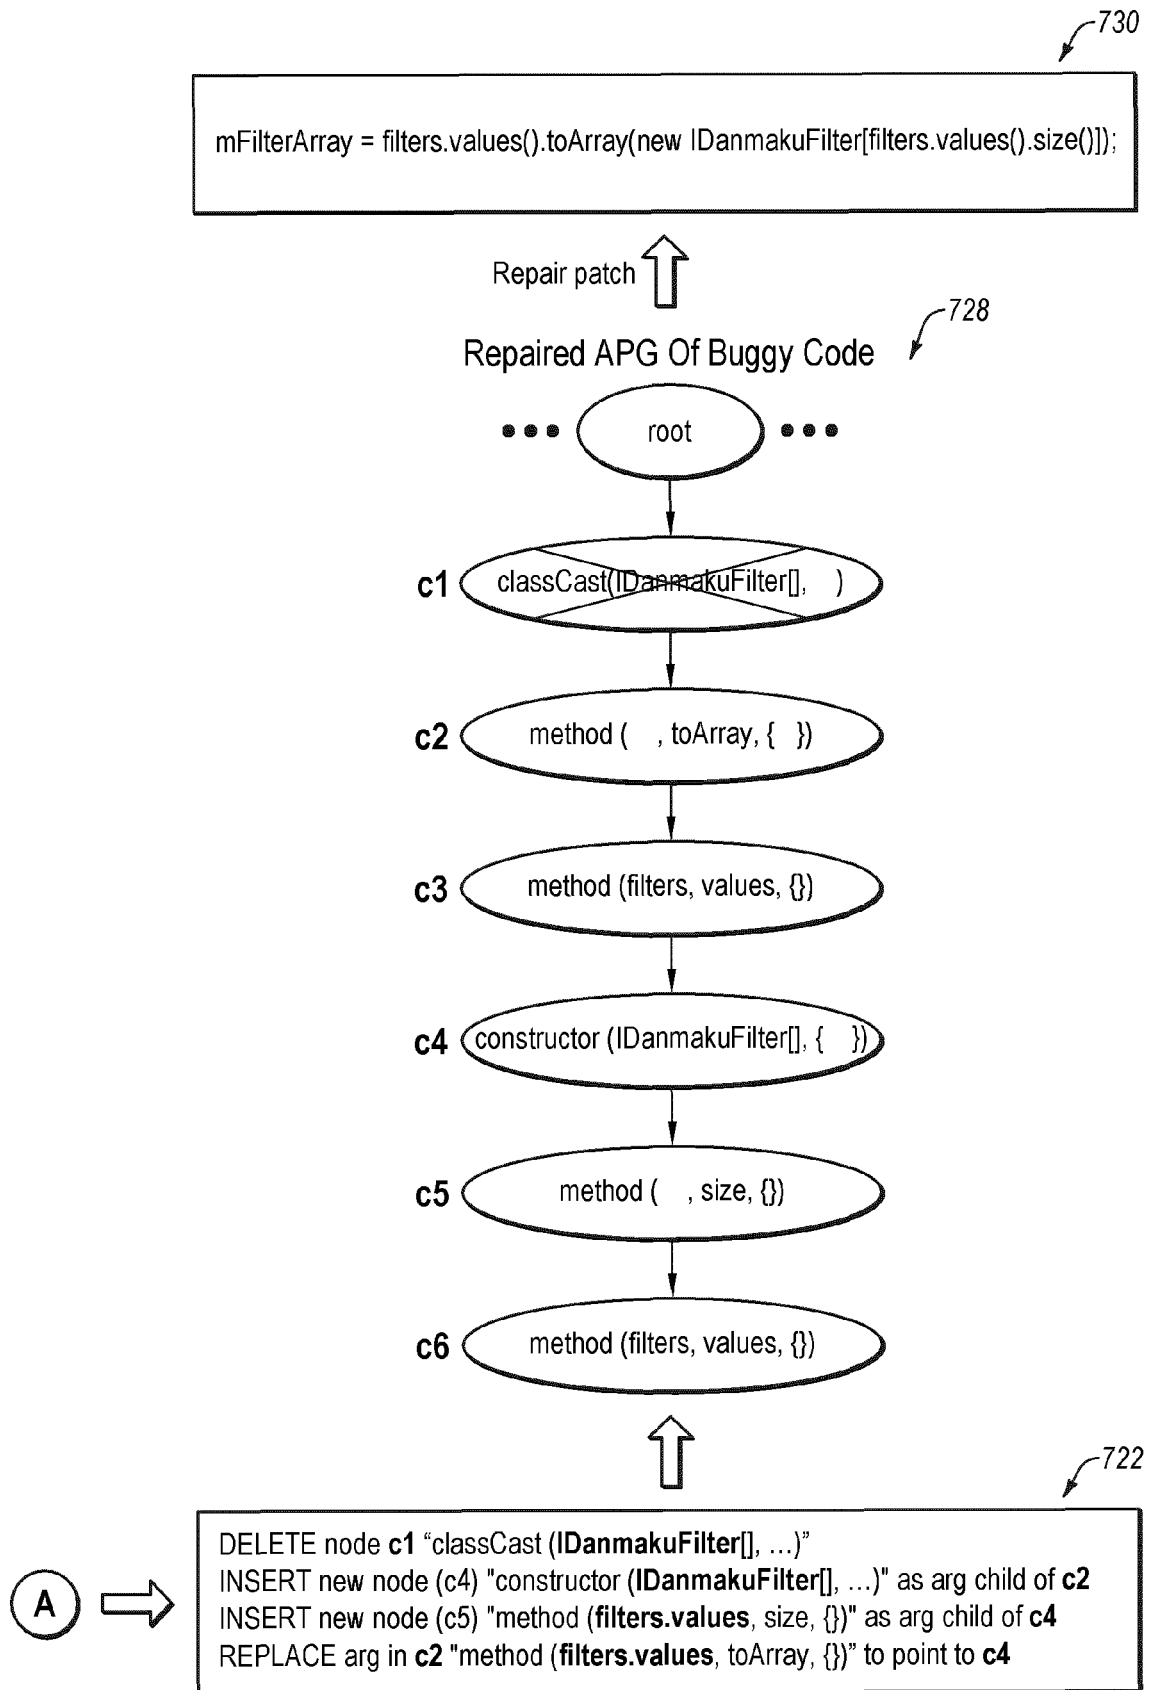 730
mFilterArray = filters.values().toArray(new IDanmakuFilter[filters.values().size()]);
Repair patch
728
Repaired APG Of Buggy Code
root
c1 classCast(IDanmakuFilter[], )
c2 method ( , toArray, { })
c3 method (filters, values, {})
c4 constructor (IDanmakuFilter[], { })
c5 method ( , size, {})
c6 method (filters, values, {})
722
DELETE node c1 “classCast (IDanmakuFilter[], ...)”
INSERT new node (c4) "constructor (IDanmakuFilter[], ...)" as arg child of c2
A INSERT new node (c5) "method (filters.values, size, {})" as arg child of c4
REPLACE arg in c2 "method (filters.values, toArray, {})” to point to c4